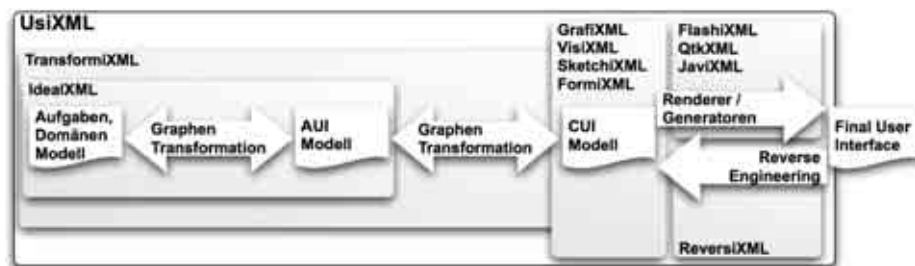 UsiXML
TransformiXML
IdealXML
Aufgaben,
Domänen
Modell
Graphen
Transformation
AUI
Modell
Graphen
Transformation
GrafiXML
VisiXML
SketchiXML
FormiXML
CUI
Modell
FlashiXML
QtkXML
JaviXML
Renderer /
Generatoren
Reverse
Engineering
ReversiXML
Final User
Interface